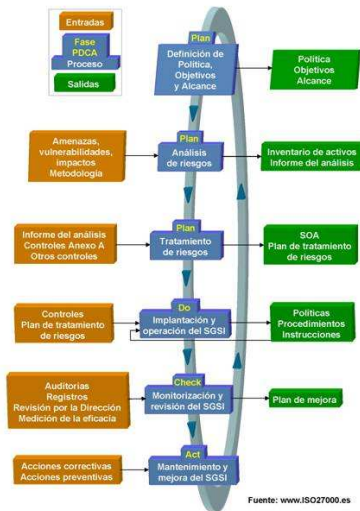 Entradas
Fase
PDCA
Proceso
Salidas
Plan
Definición de
Política,
Objetivos
y Alcance
Política
Objetivos
Alcance
Amenazas,
vulnerabilidades,
impactos
Metodología
Plan
Análisis
de riesgos
Inventario de activos
Informe del análisis
Informe del análisis
Controles Anexo A
Otros controles
Plan
Tratamiento
de riesgos
SOA
Plan de tratamiento
de riesgos
Controles
Plan de tratamiento
de riesgos
Do
Implantación y
operación del SGSI
Políticas
Procedimientos
Instrucciones
Auditorias
Registros
Revisión por la Dirección
Medición de la eficacia
Check
Monitorización y
revisión del SGSI
Plan de mejora
Acciones correctivas
Acciones preventivas
Act
Mantenimiento y
mejora del SGSI
Fuente: www.ISO27000.es